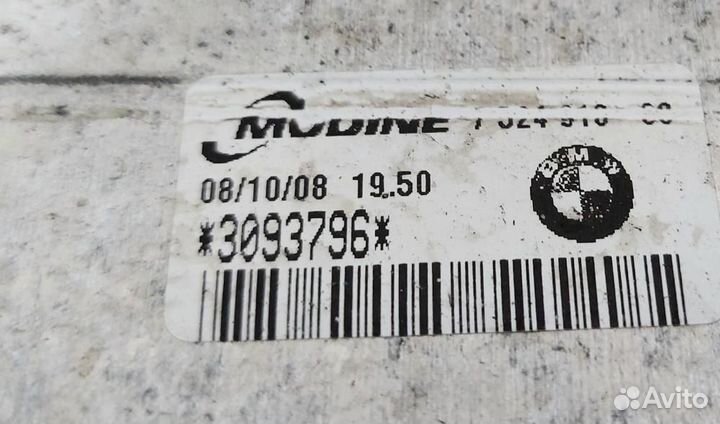 MODINE
08/10/08 19.50
*3093796*
BMW
Avito